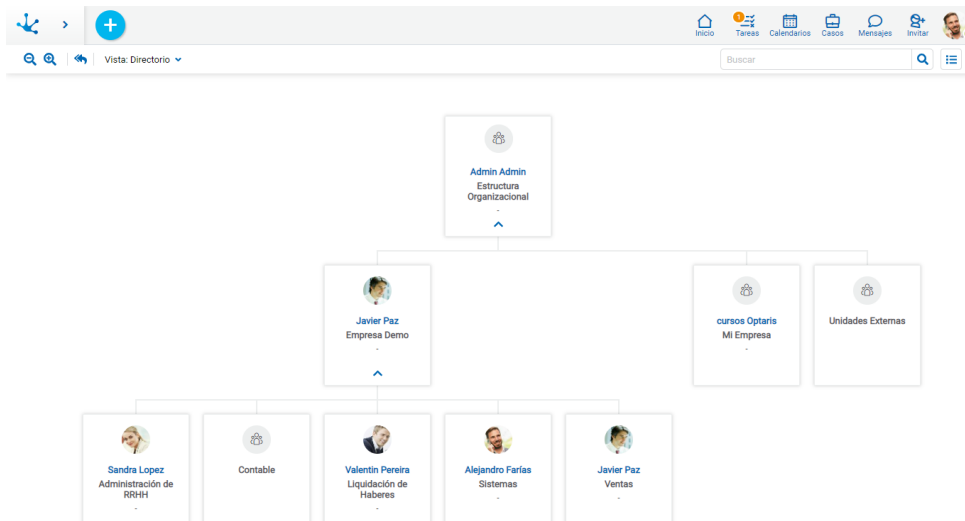 1
Inicio
Tareas
Calendarios
Casos
Mensajes
Invitar
Vista: Directorio
Buscar
Admin Admin
Estructura
Organizacional
-
Javier Paz
Empresa Demo
-
cursos Optaris
Mi Empresa
-
Unidades Externas
Sandra Lopez
Administración de
RRHH
-
Contable
Valentin Pereira
Liquidación de
Haberes
-
Alejandro Farías
Sistemas
-
Javier Paz
Ventas
-